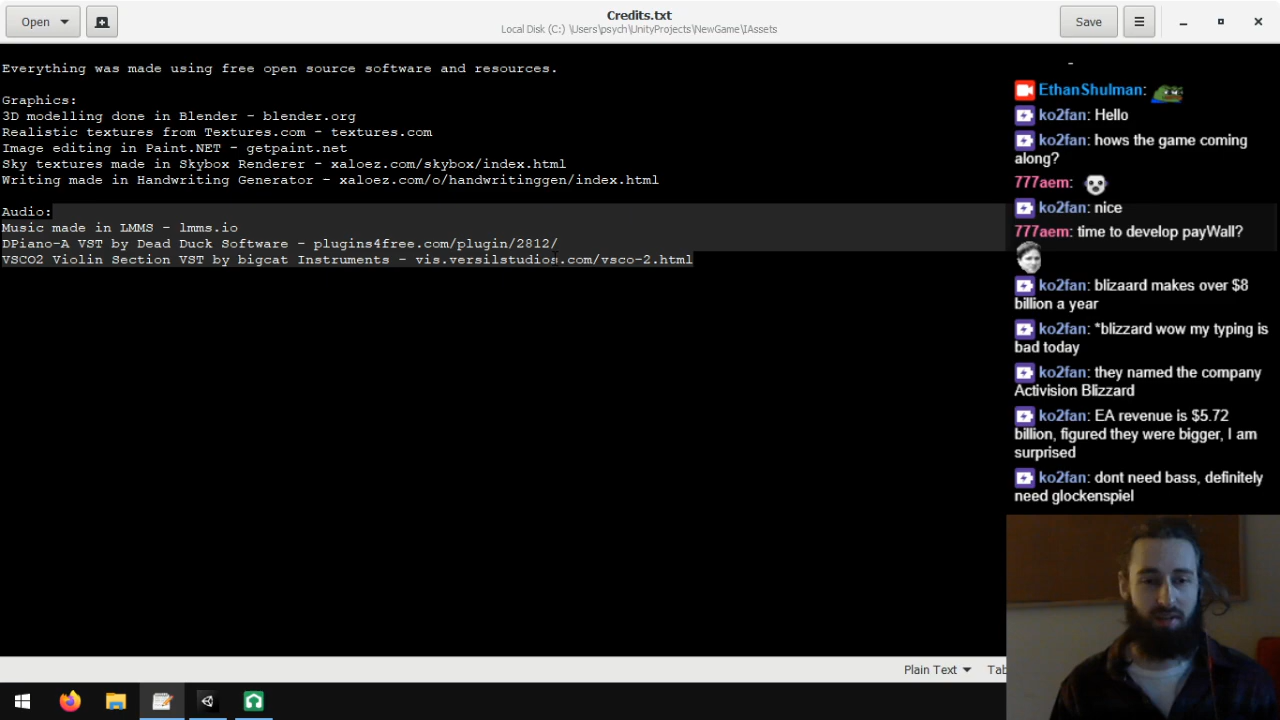 Open
Credits.txt
Local Disk (C:) \Users\psych\UnityProjects\NewGame\IAssets
Save
Everything was made using free open source software and resources.
Graphics:
3D modelling done in Blender - blender.org
Realistic textures from Textures.com - textures.com
Image editing in Paint.NET - getpaint.net
Sky textures made in Skybox Renderer - xaloez.com/skybox/index.html
Writing made in Handwriting Generator - xaloez.com/o/handwritinggen/index.html
Audio:
Music made in LMMS - lmms.io
DPiano-A VST by Dead Duck Software - plugins4free.com/plugin/2812/
VSCO2 Violin Section VST by bigcat Instruments - vis.versilstudios.com/vsco-2.html
EthanShulman:
ko2fan: Hello
ko2fan: hows the game coming
along?
777aem:
ko2fan: nice
777aem: time to develop payWall?
ko2fan: blizaard makes over $8
billion a year
ko2fan: *blizzard wow my typing is
bad today
ko2fan: they named the company
Activision Blizzard
ko2fan: EA revenue is $5.72
billion, figured they were bigger, I am
surprised
ko2fan: dont need bass, definitely
need glockenspiel
Plain Text
Tab